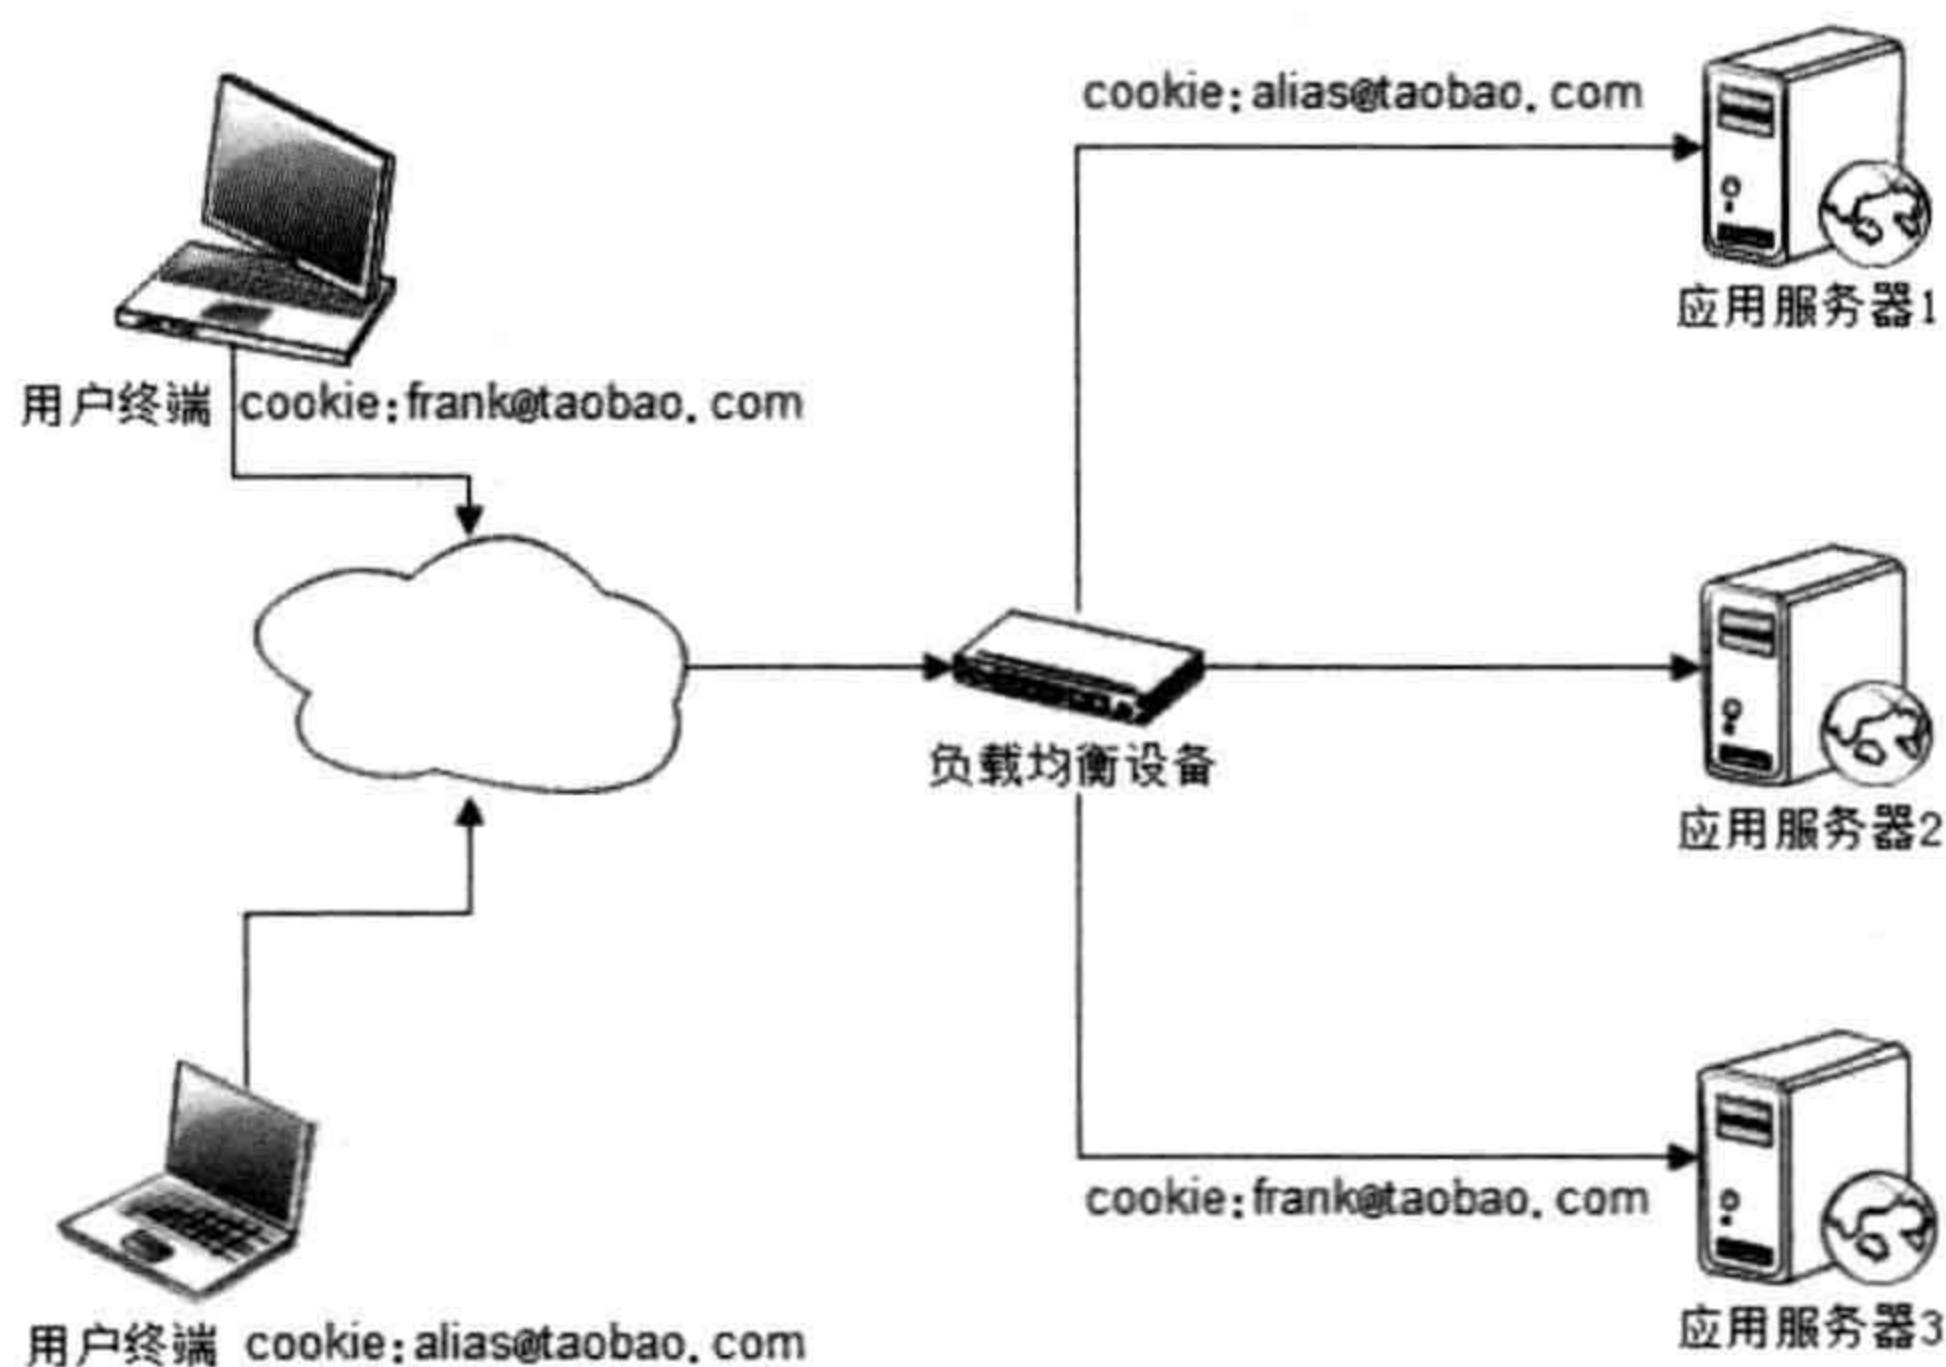 cookie:alias@taobao.com
应用服务器1
用户终端 cookie:frank@taobao.com
负载均衡设备
应用服务器2
cookie:frank@taobao.com
应用服务器3
用户终端 cookie:alias@taobao.com